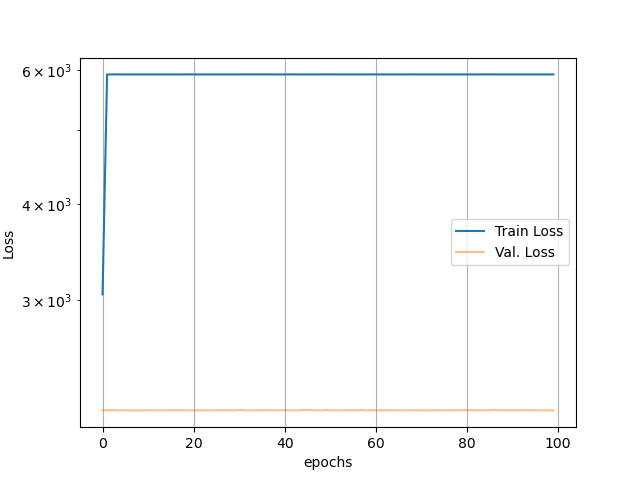 6 × 10³
4 × 10³
3 × 10³
Loss
Train Loss
Val. Loss
0 20 40 60 80 100
epochs